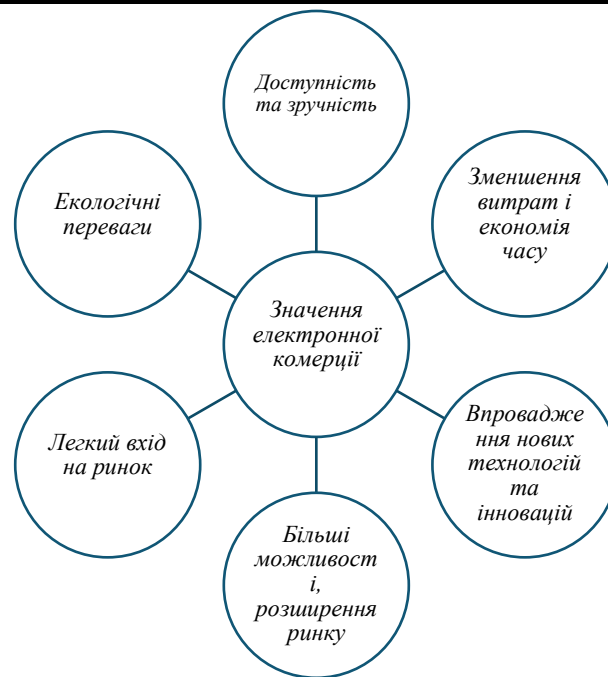 Доступність
та зручність
Зменшення
витрат і
економія
часу
Екологічні
переваги
Значення
електронної
комерції
Впровадже
ння нових
технологій
та
інновацій
Легкий вхід
на ринок
Більші
можливост
і,
розширення
ринку